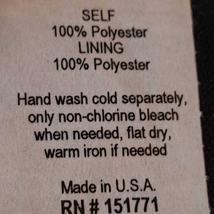 SELF
100% Polyester
LINING
100% Polyester
Hand wash cold separately,
only non-chlorine bleach
when needed, flat dry,
warm iron if needed
Made in U.S.A.
RN # 151771